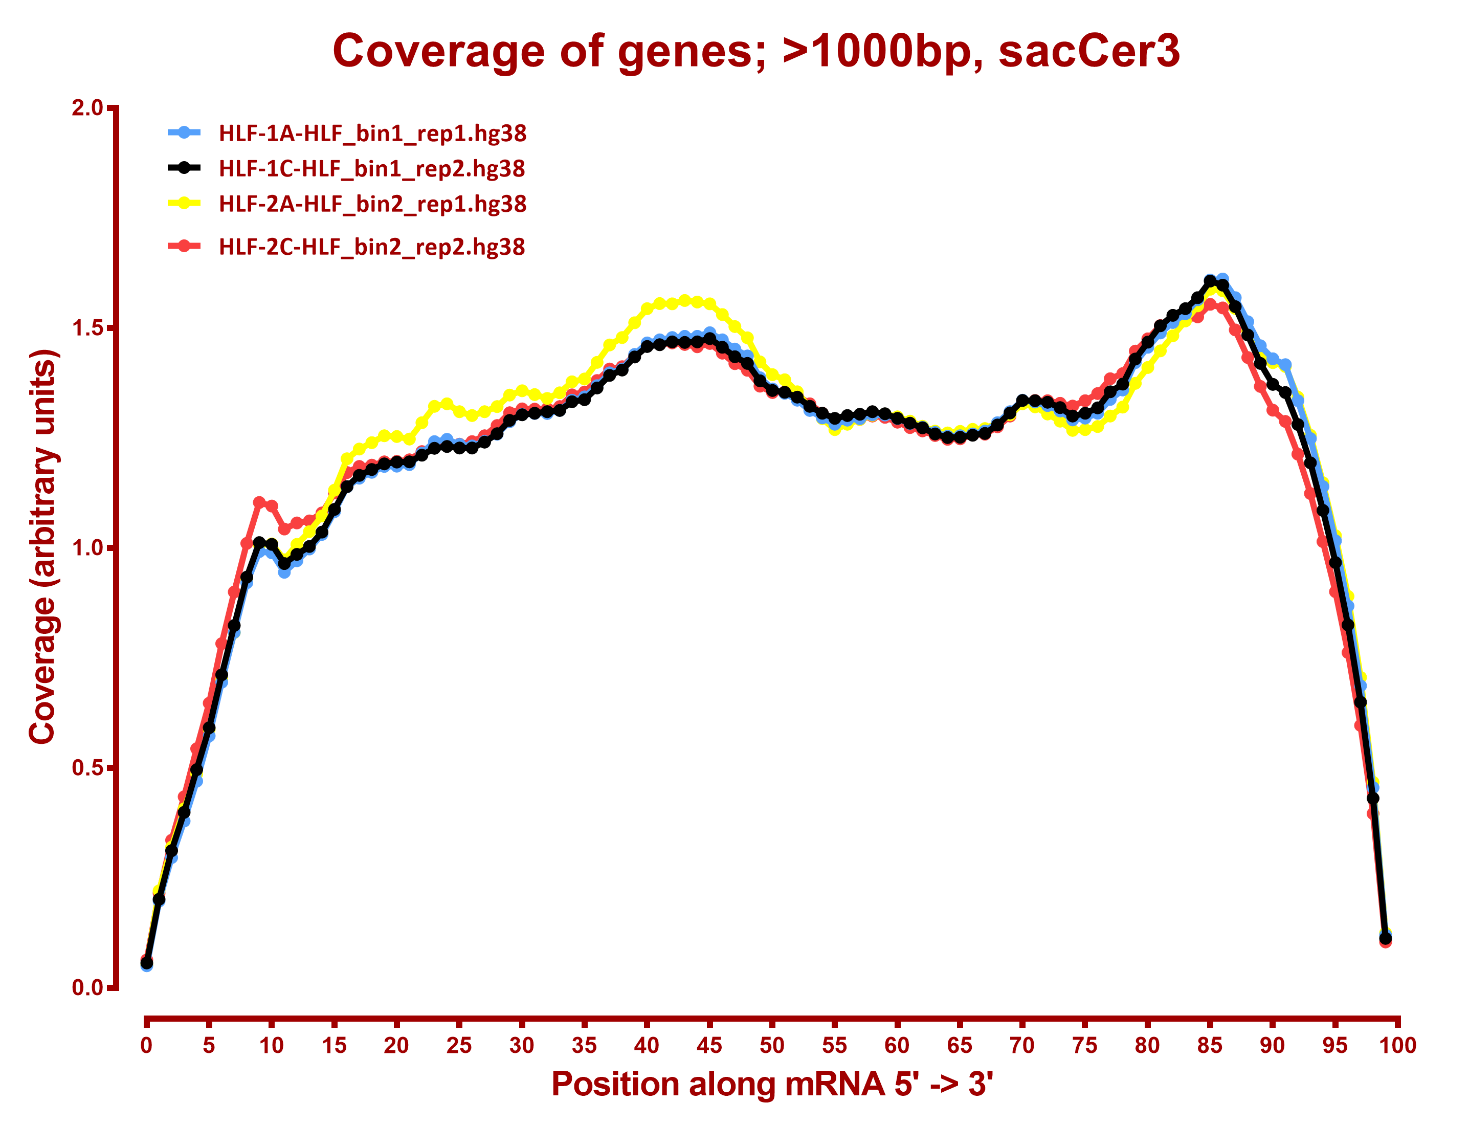 Coverage of genes; >1000bp, sacCer3
HLF-1A-HLF_bin1_rep1.hg38
HLF-1C-HLF_bin1_rep2.hg38
HLF-2A-HLF_bin2_rep1.hg38
HLF-2C-HLF_bin2_rep2.hg38
Coverage (arbitrary units)
2.0
1.5
1.0
0.5
0.0
0 5 10 15 20 25 30 35 40 45 50 55 60 65 70 75 80 85 90 95 100
Position along mRNA 5' -> 3'